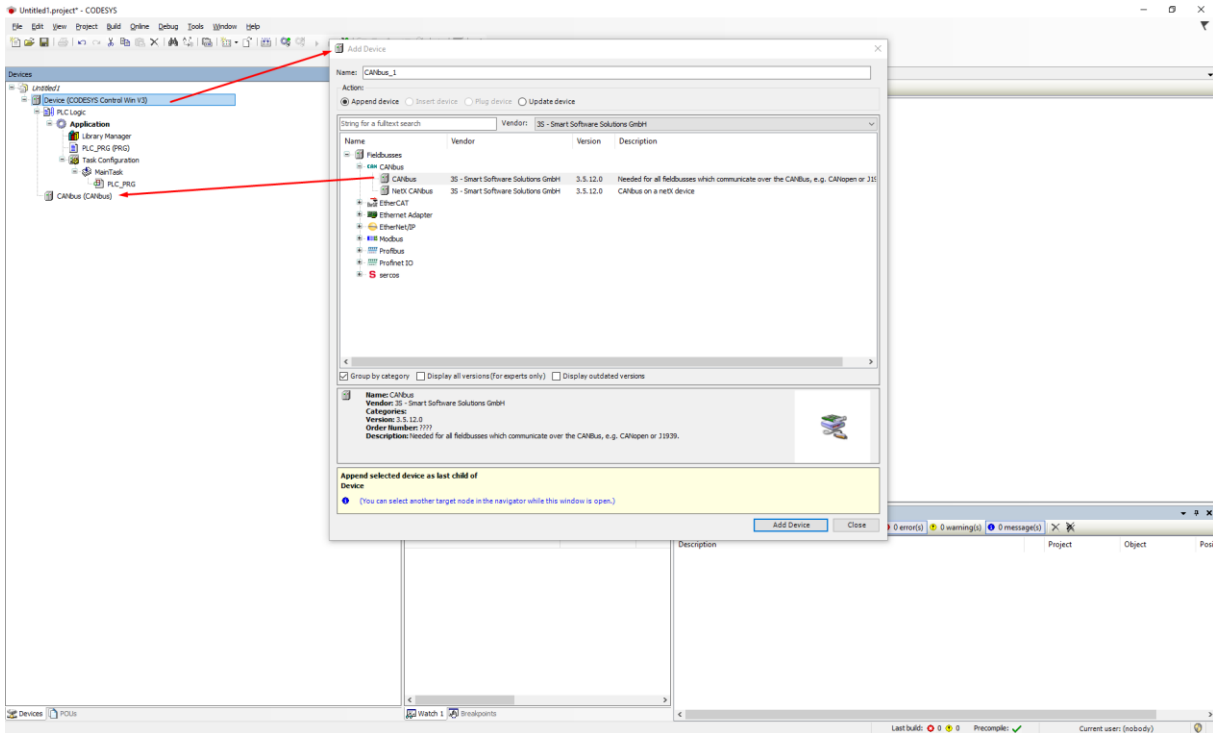 Untitled1.project* - CODESYS
File Edit View Project Build Online Debug Tools Window Help
Add Device
Name: CANbus_1
Action:
Append device Insert device Plug device Update device
String for a fulltext search Vendor: 3S - Smart Software Solutions GmbH
Name Vendor Version Description
Fieldbusses
CANbus
CANbus 3S - Smart Software Solutions GmbH 3.5.12.0 Needed for all fieldbusses which communicate over the CANBus, e.g. CANopen or J19
NetX CANbus 3S - Smart Software Solutions GmbH 3.5.12.0 CANbus on a netX device
EtherCAT
Ethernet Adapter
EtherNet/IP
Modbus
Profibus
Profinet IO
sercos
Group by category Display all versions (for experts only) Display outdated versions
Name: CANbus
Vendor: 3S - Smart Software Solutions GmbH
Categories:
Version: 3.5.12.0
Order Number: ????
Description: Needed for all fieldbusses which communicate over the CANBus, e.g. CANopen or J1939.
Append selected device as last child of
Device
(You can select another target node in the navigator while this window is open.)
Add Device Close
Devices
Untitled1
Device (CODESYS Control Win V3)
PLC Logic
Application
Library Manager
PLC_PRG (PRG)
Task Configuration
MainTask
PLC_PRG
CANbus (CANbus)
0 error(s) 0 warning(s) 0 message(s)
Description Project Object Posi
Devices POUs
Watch 1 Breakpoints
Last build: 0 0 Precompile: Current user: (nobody)